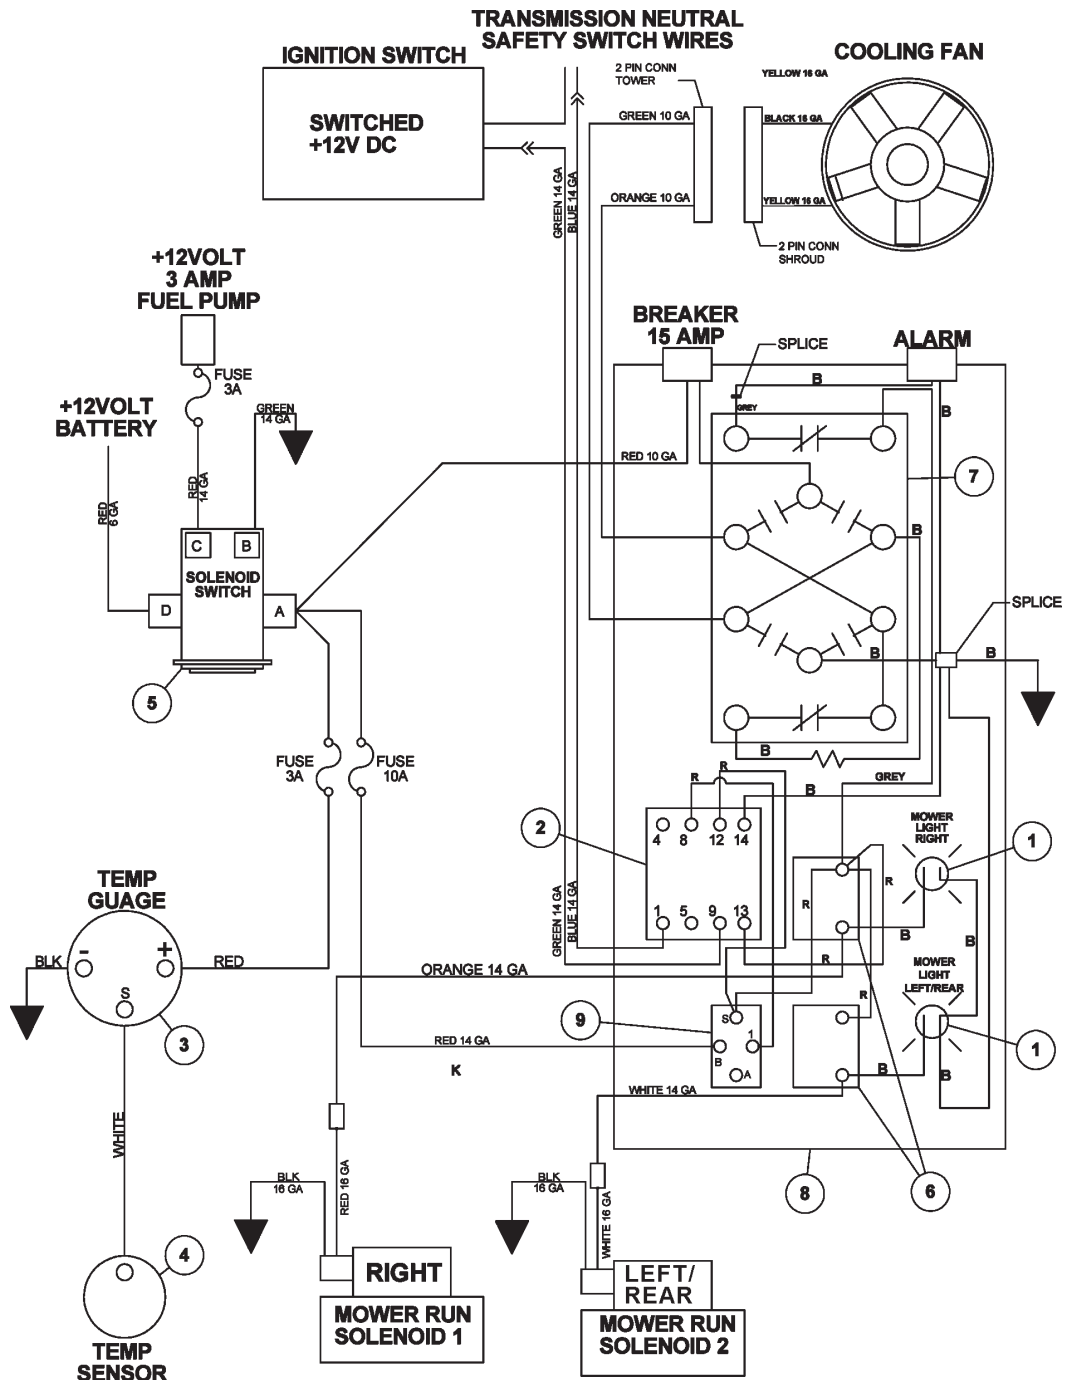 TRANSMISSION NEUTRAL
SAFETY SWITCH WIRES
IGNITION SWITCH
SWITCHED
+12V DC
2 PIN CONN
TOWER
YELLOW 16 GA
COOLING FAN
GREEN 10 GA
BLACK 16 GA
ORANGE 10 GA
YELLOW 16 GA
2 PIN CONN
SHROUD
GREEN 14 GA
BLUE 14 GA
+12VOLT
3 AMP
FUEL PUMP
FUSE
3A
+12VOLT
BATTERY
GREEN
14 GA
RED
14 GA
RED
6 GA
BREAKER
15 AMP
SPLICE
ALARM
B
GREY
B
RED 10 GA
7
B
C
B
SOLENOID
SWITCH
D
A
5
SPLICE
B
B
B
FUSE
3A
FUSE
10A
R
R
GREY
B
2
4
8
12
14
1
5
9
13
MOWER
LIGHT
RIGHT
1
R
R
B
B
GREEN 14 GA
BLUE 14 GA
TEMP
GUAGE
BLK
-
+
S
RED
3
ORANGE 14 GA
R
R
MOWER
LIGHT
LEFT/REAR
1
9
S
1
B
A
B
B
RED 14 GA
K
WHITE 14 GA
WHITE
8
6
BLK
16 GA
RED 16 GA
BLK
16 GA
WHITE 16 GA
4
TEMP
SENSOR
RIGHT
MOWER RUN
SOLENOID 1
LEFT/
REAR
MOWER RUN
SOLENOID 2